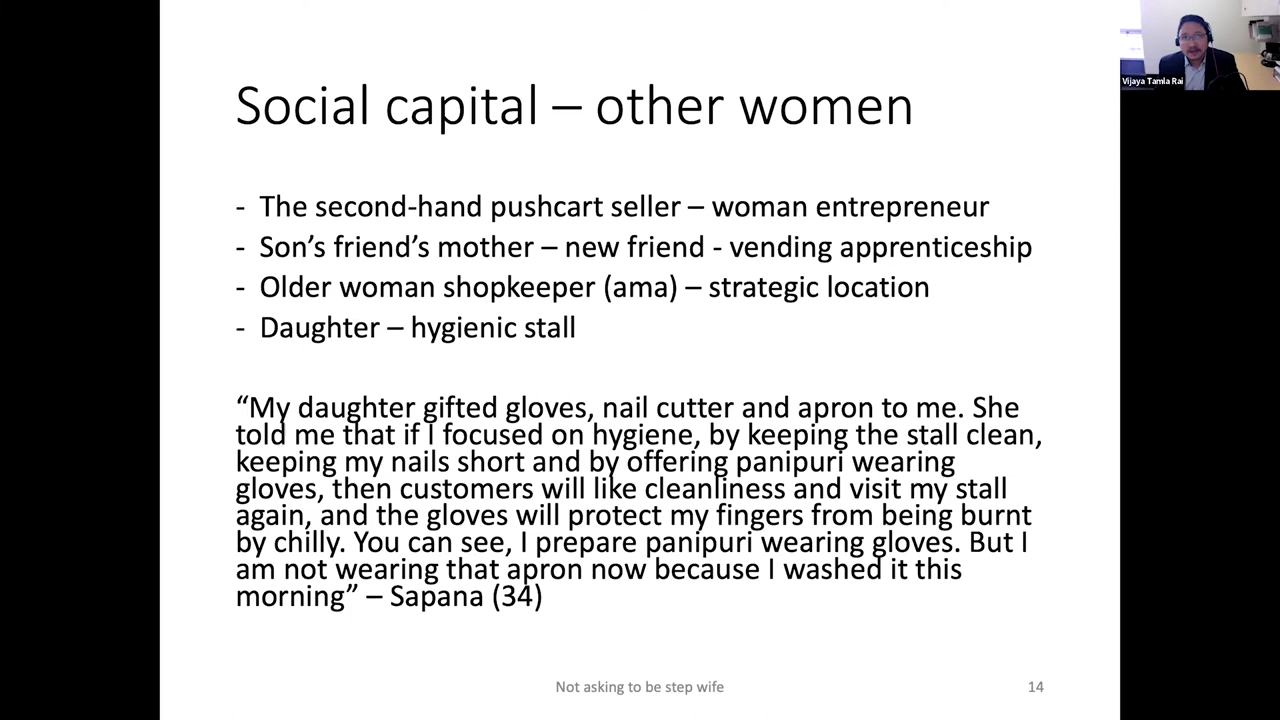 Vijaya Tamla Rai
Social capital – other women
- The second-hand pushcart seller – woman entrepreneur
- Son’s friend’s mother – new friend - vending apprenticeship
- Older woman shopkeeper (ama) – strategic location
- Daughter – hygienic stall
“My daughter gifted gloves, nail cutter and apron to me. She
told me that if I focused on hygiene, by keeping the stall clean,
keeping my nails short and by offering panipuri wearing
gloves, then customers will like cleanliness and visit my stall
again, and the gloves will protect my fingers from being burnt
by chilly. You can see, I prepare panipuri wearing gloves. But I
am not wearing that apron now because I washed it this
morning” – Sapana (34)
Not asking to be step wife
14